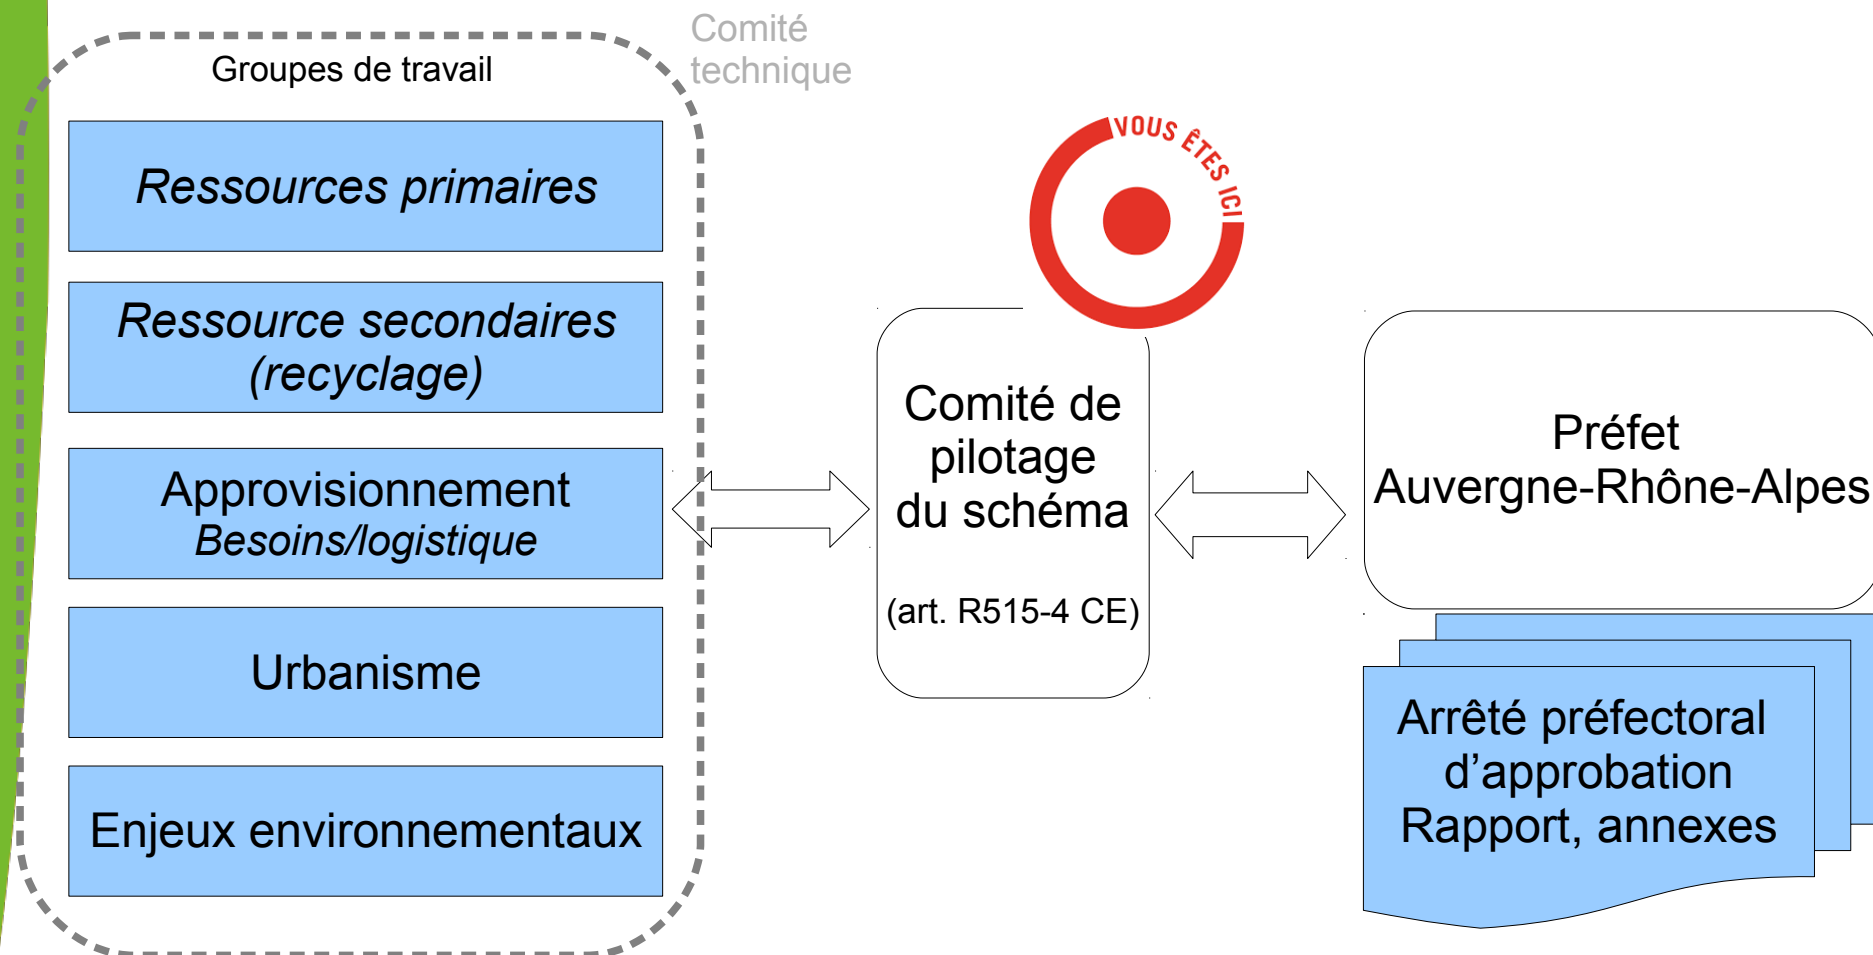 Comité
technique
Groupes de travail
Ressources primaires
Ressource secondaires
(recyclage)
Approvisionnement
Besoins/logistique
Urbanisme
Enjeux environnementaux
VOUS ÊTES ICI
Comité de
pilotage
du schéma
(art. R515-4 CE)
Préfet
Auvergne-Rhône-Alpes
Arrêté préfectoral
d’approbation
Rapport, annexes